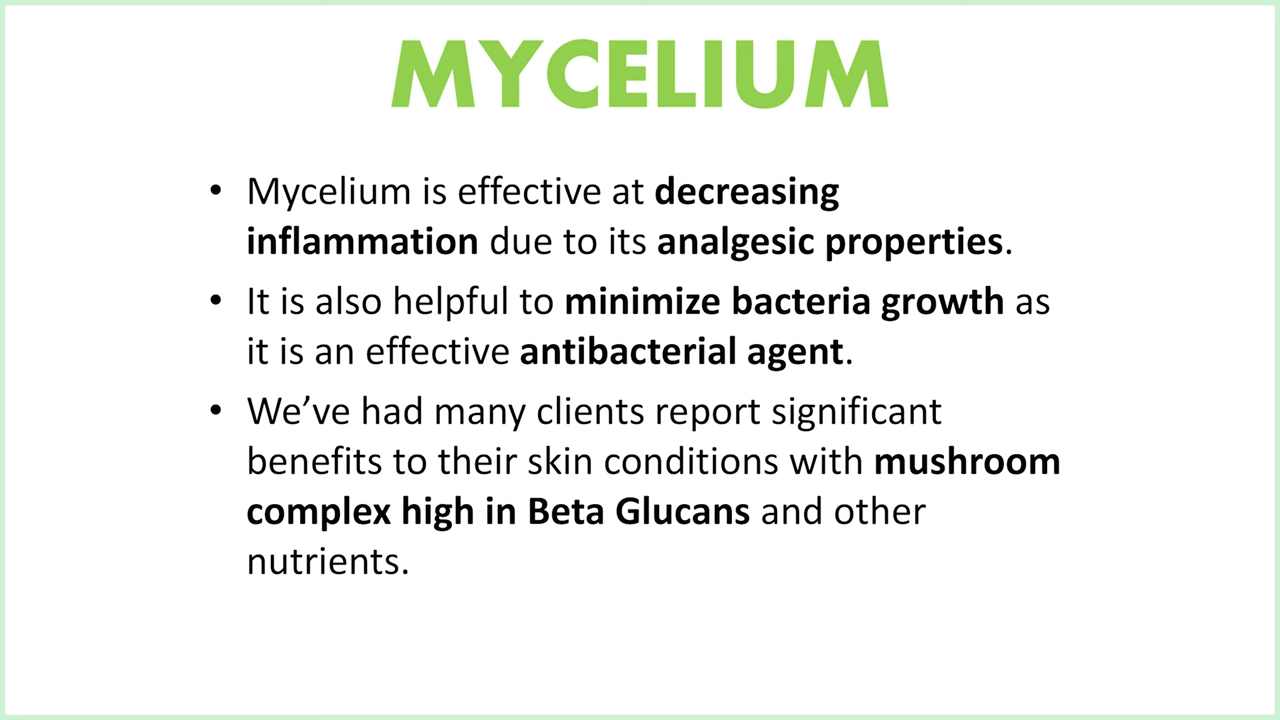 MYCELIUM
• Mycelium is effective at decreasing
inflammation due to its analgesic properties.
• It is also helpful to minimize bacteria growth as
it is an effective antibacterial agent.
• We’ve had many clients report significant
benefits to their skin conditions with mushroom
complex high in Beta Glucans and other
nutrients.